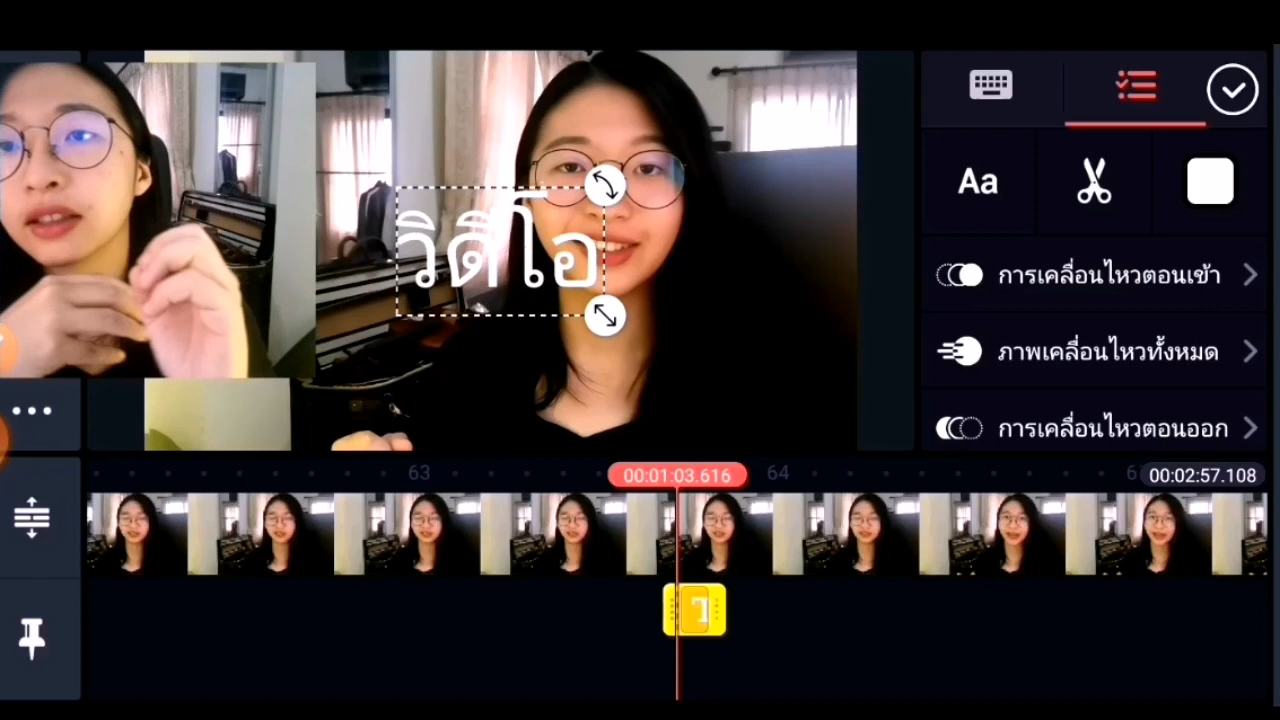 วิดีโอ
Aa
การเคลื่อนไหวตอนเข้า
ภาพเคลื่อนไหวทั้งหมด
การเคลื่อนไหวตอนออก
63
00:01:03.616
64
6
00:02:57.108
T